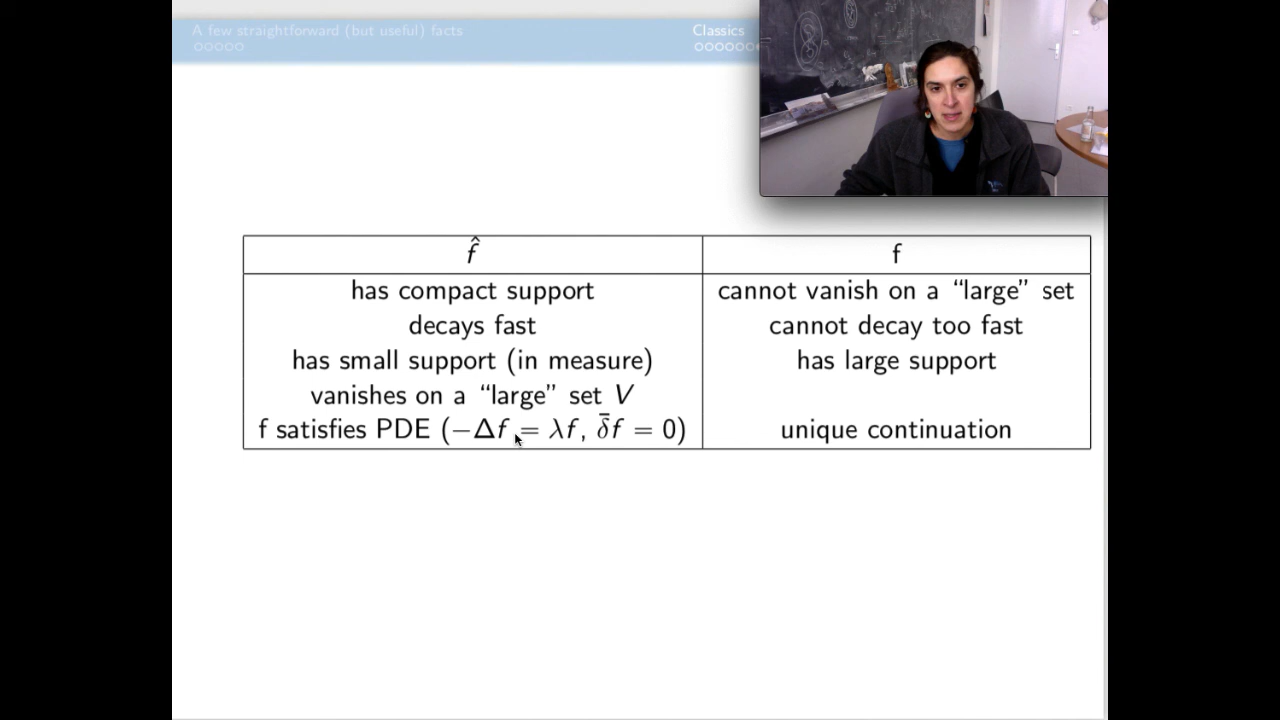 A few straightforward (but useful) facts
Classics
f̂ f
has compact support cannot vanish on a “large” set
decays fast cannot decay too fast
has small support (in measure) has large support
vanishes on a “large” set V
f satisfies PDE (−Δf = λf, δ̄f = 0) unique continuation